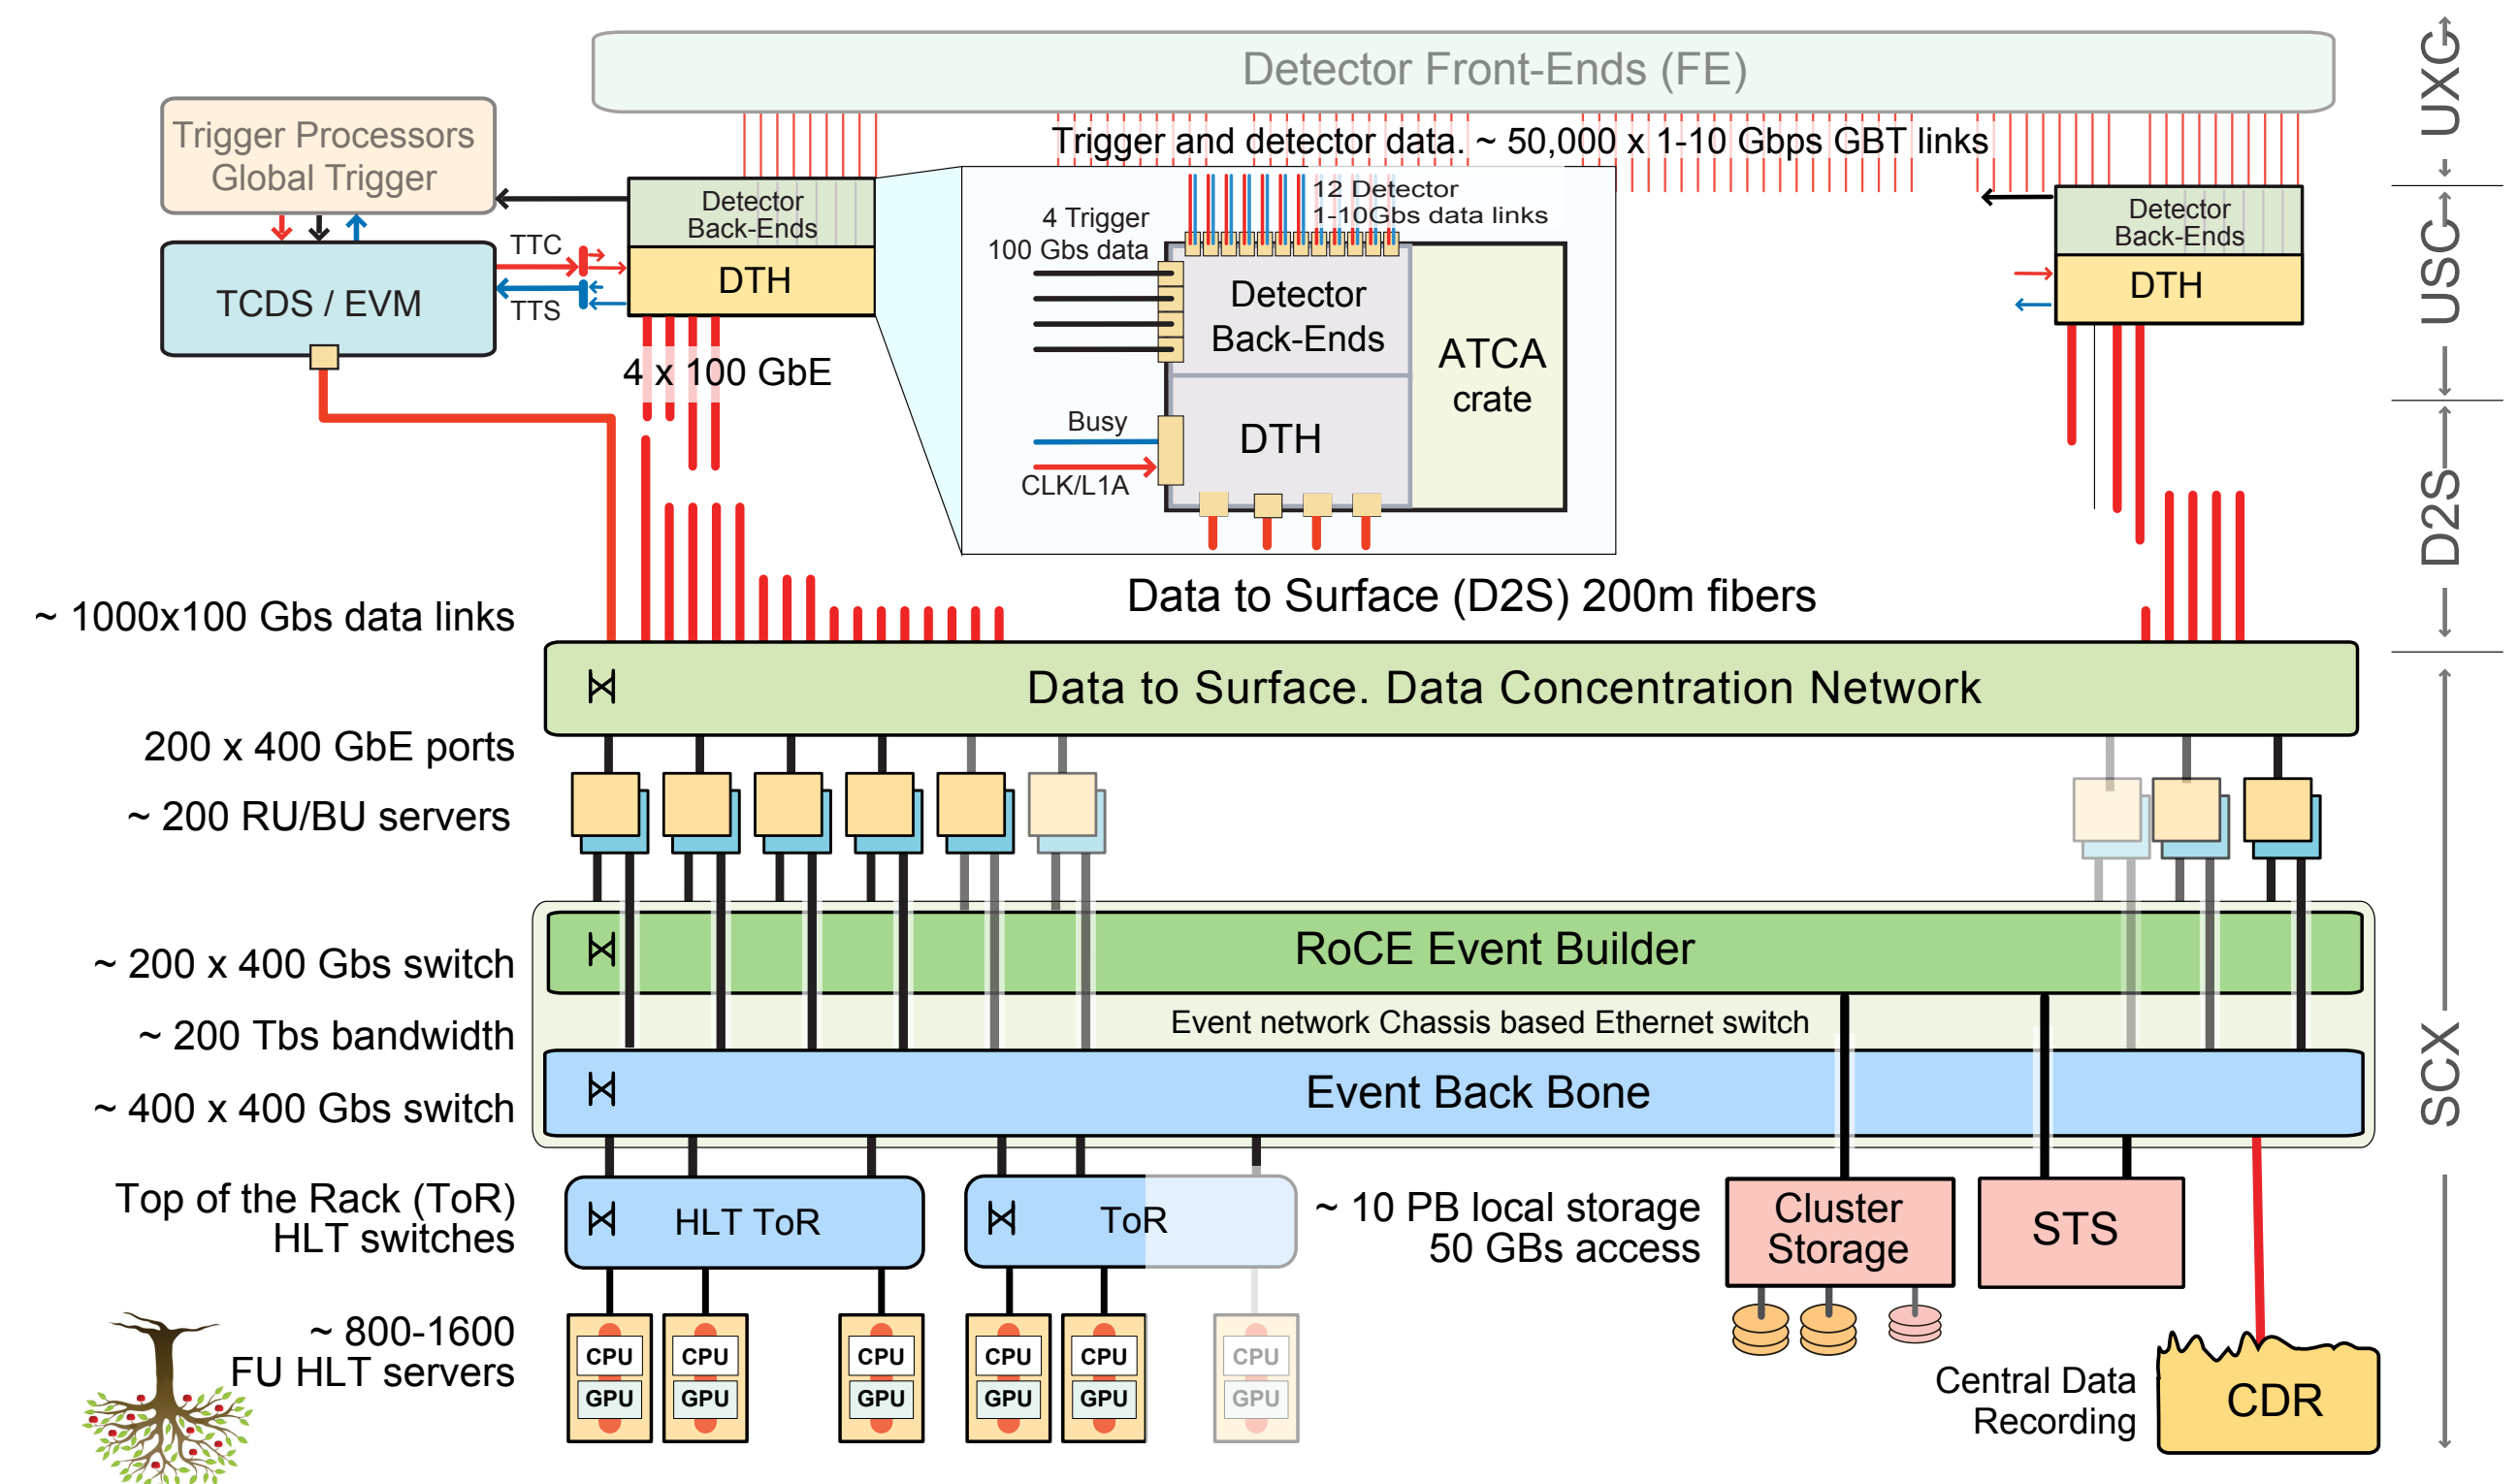 Detector Front-Ends (FE)
UXG
Trigger Processors
Global Trigger
Trigger and detector data. ~ 50,000 x 1-10 Gbps GBT links
Detector
Back-Ends
DTH
TTC
TTS
TCDS / EVM
4 x 100 GbE
12 Detector
1-10Gbs data links
4 Trigger
100 Gbs data
Detector
Back-Ends
ATCA
crate
Busy
DTH
CLK/L1A
Detector
Back-Ends
DTH
USC
D2S
Data to Surface (D2S) 200m fibers
~ 1000x100 Gbs data links
Data to Surface. Data Concentration Network
200 x 400 GbE ports
~ 200 RU/BU servers
~ 200 x 400 Gbs switch
RoCE Event Builder
~ 200 Tbs bandwidth
Event network Chassis based Ethernet switch
~ 400 x 400 Gbs switch
Event Back Bone
SCX
Top of the Rack (ToR)
HLT switches
HLT ToR
ToR
~ 10 PB local storage
50 GBs access
Cluster
Storage
STS
~ 800-1600
FU HLT servers
CPU
GPU
CPU
GPU
CPU
GPU
CPU
GPU
CPU
GPU
CPU
GPU
Central Data
Recording
CDR